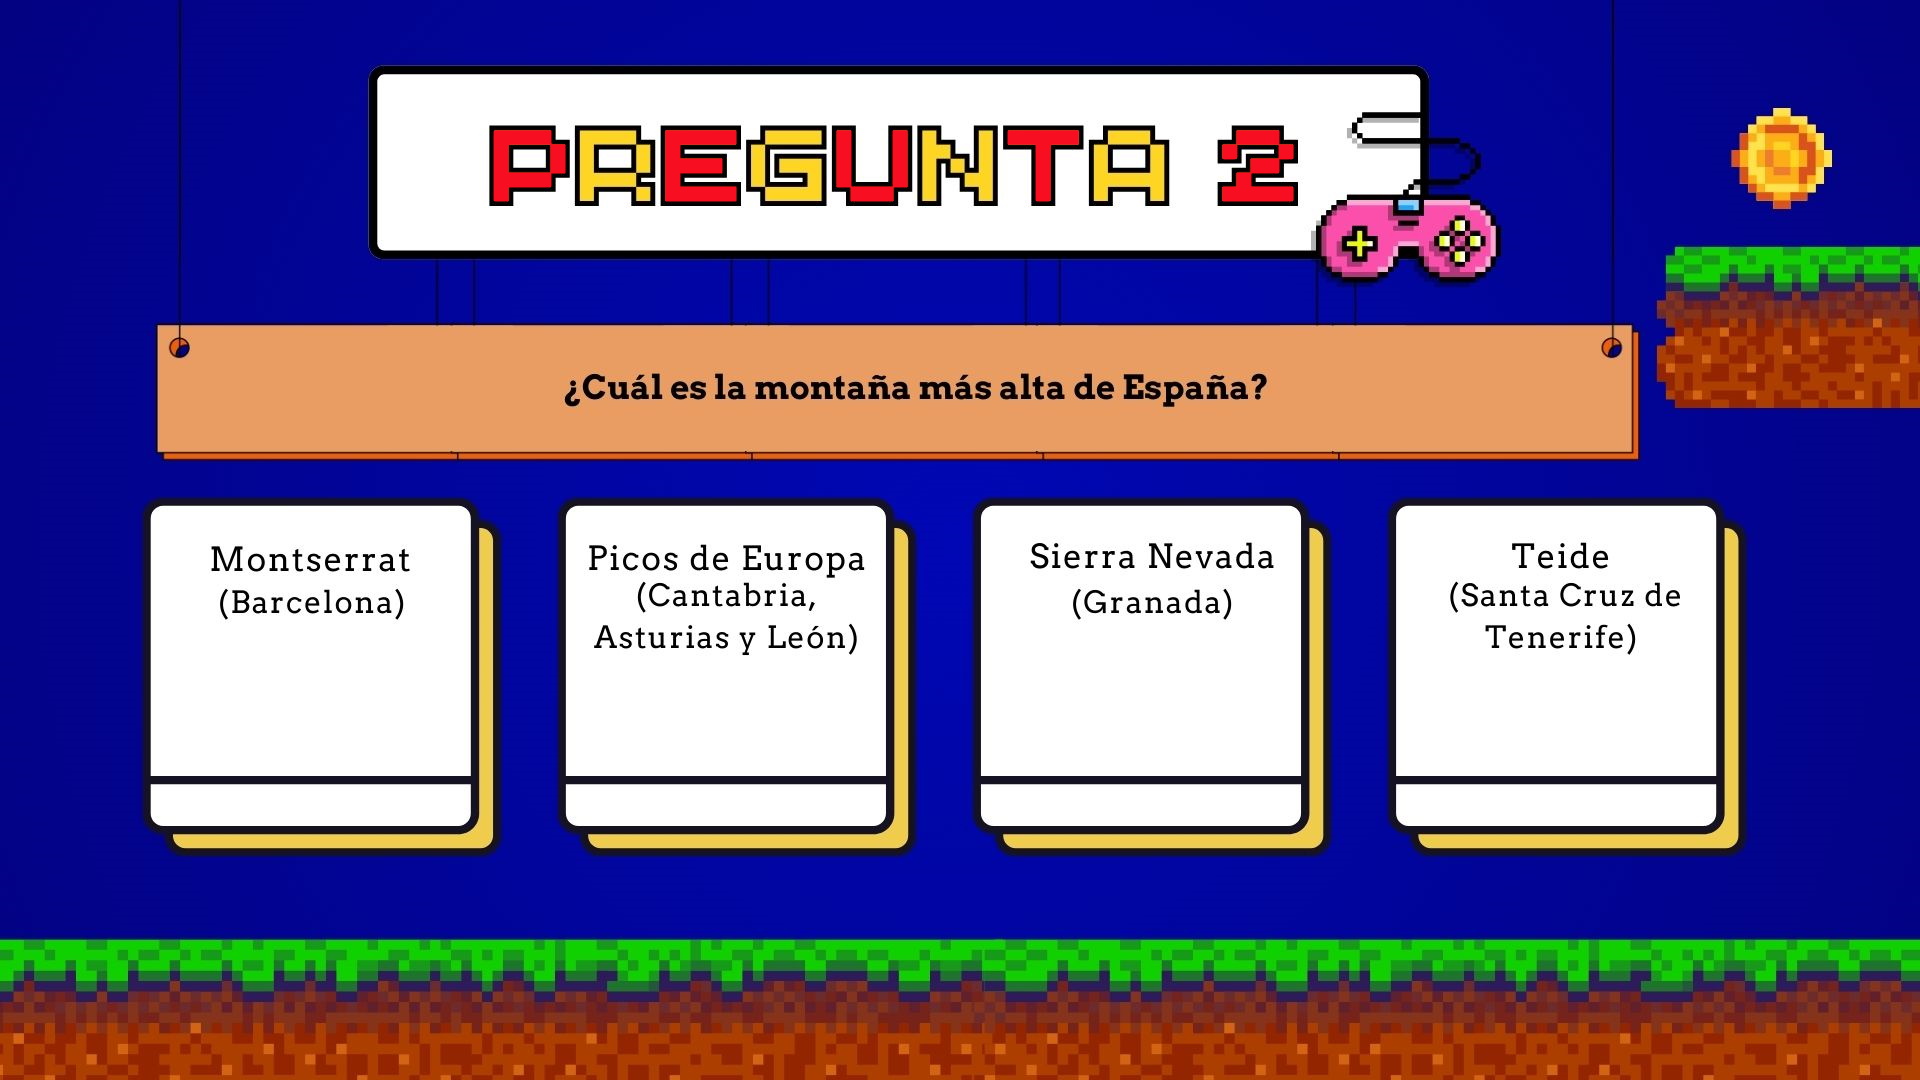 PREGUNTA 2
¿Cuál es la montaña más alta de España?
Montserrat
(Barcelona)
Picos de Europa
(Cantabria,
Asturias y León)
Sierra Nevada
(Granada)
Teide
(Santa Cruz de
Tenerife)